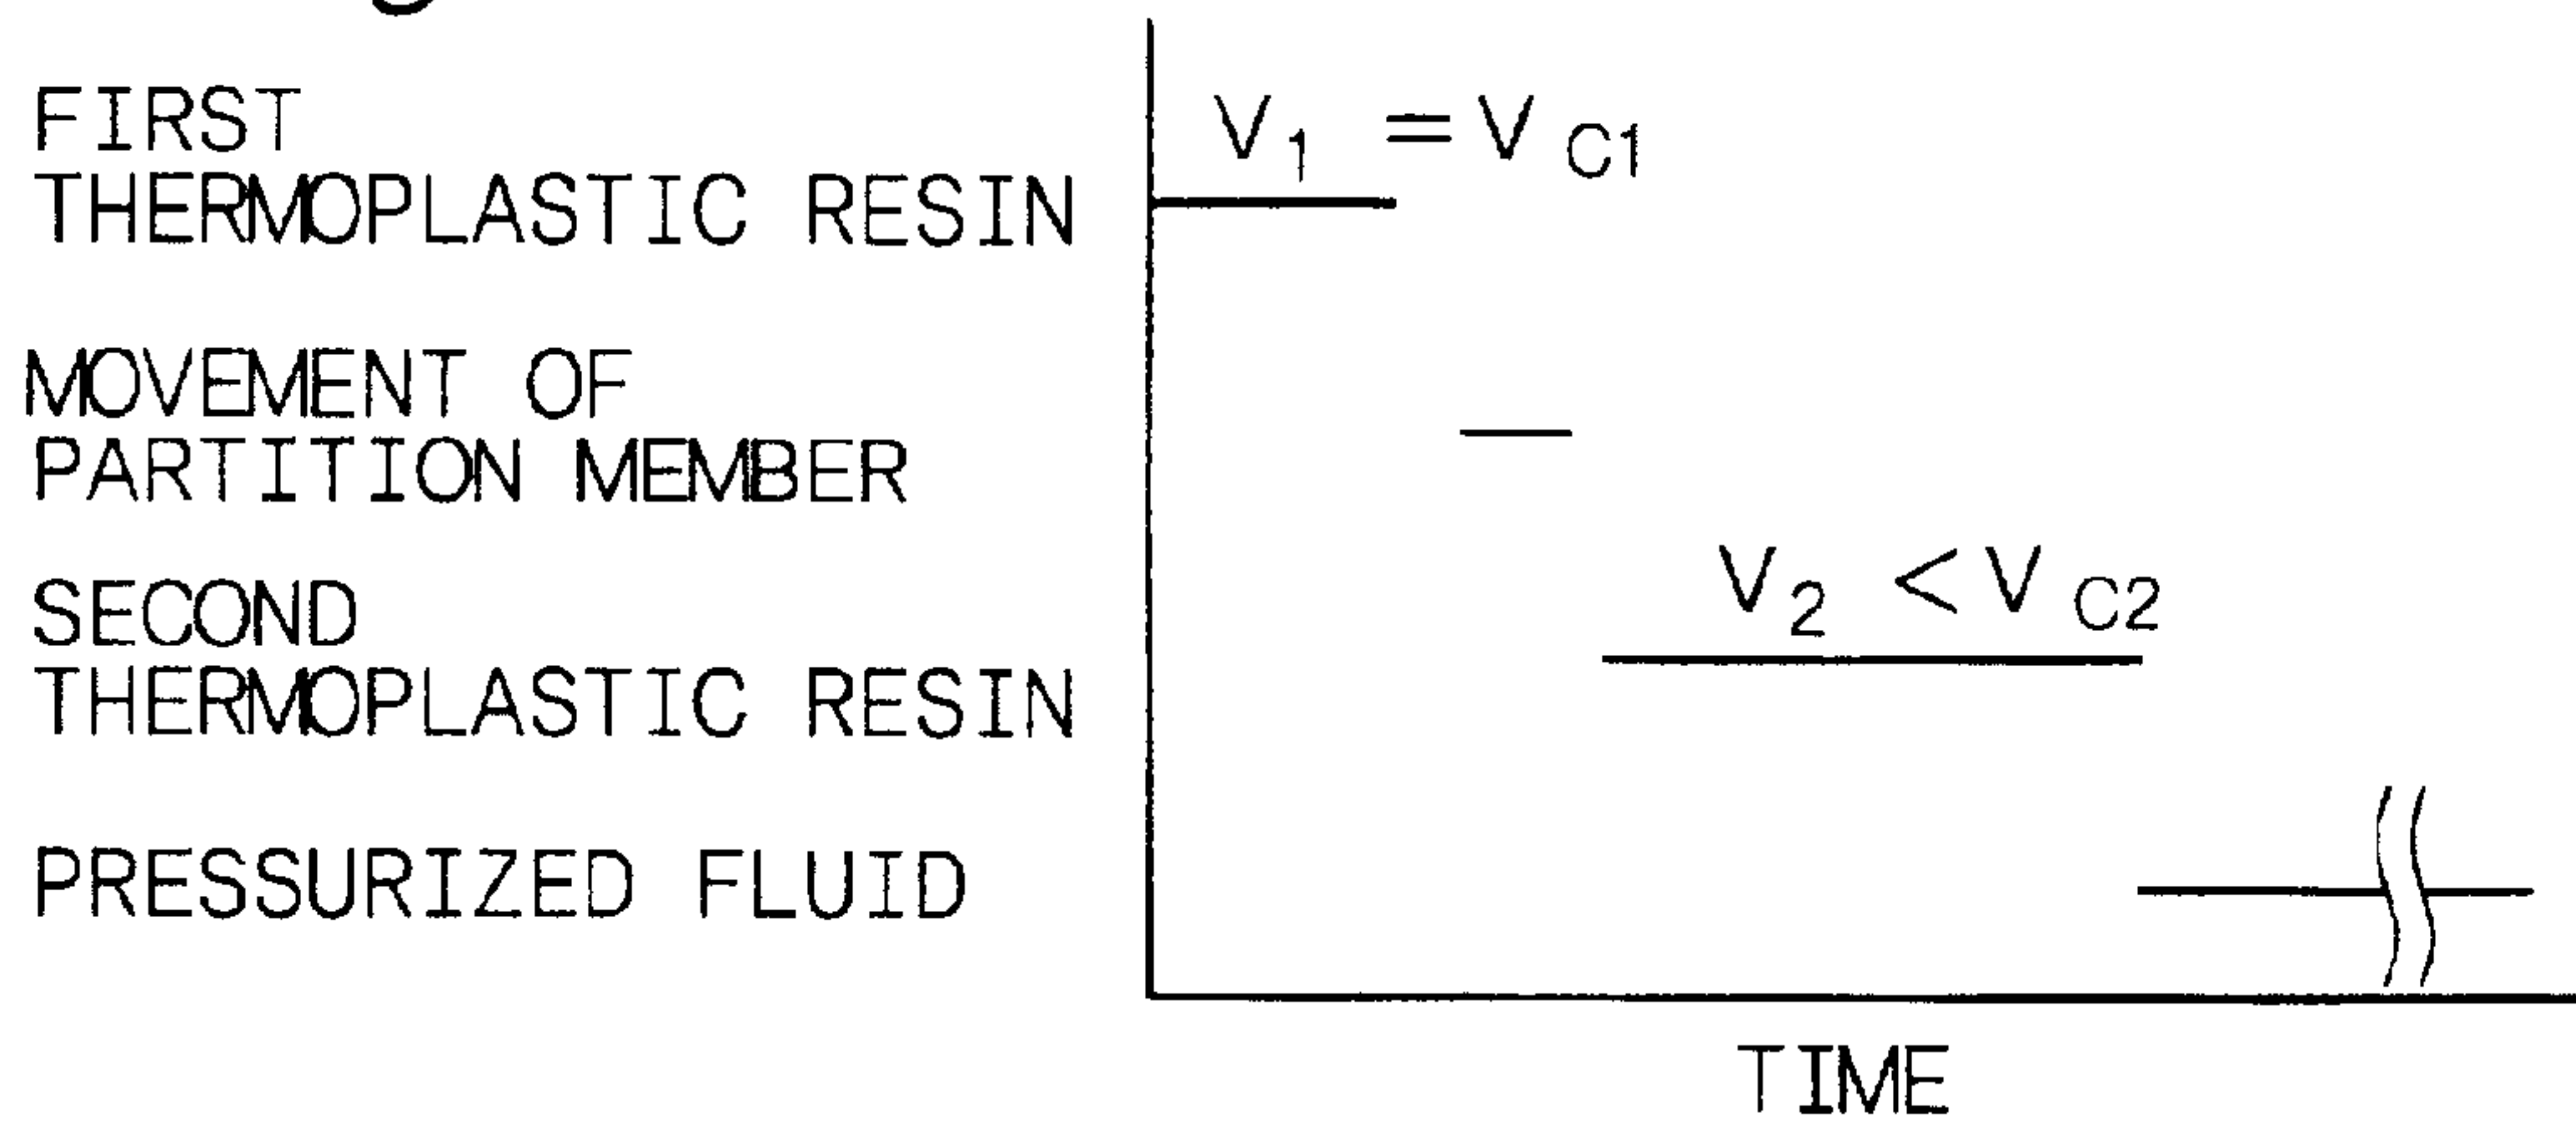 FIRST
THERMOPLASTIC RESIN
V₁ = V C1
MOVEMENT OF
PARTITION MEMBER
SECOND
THERMOPLASTIC RESIN
V₂ < V C2
PRESSURIZED FLUID
TIME